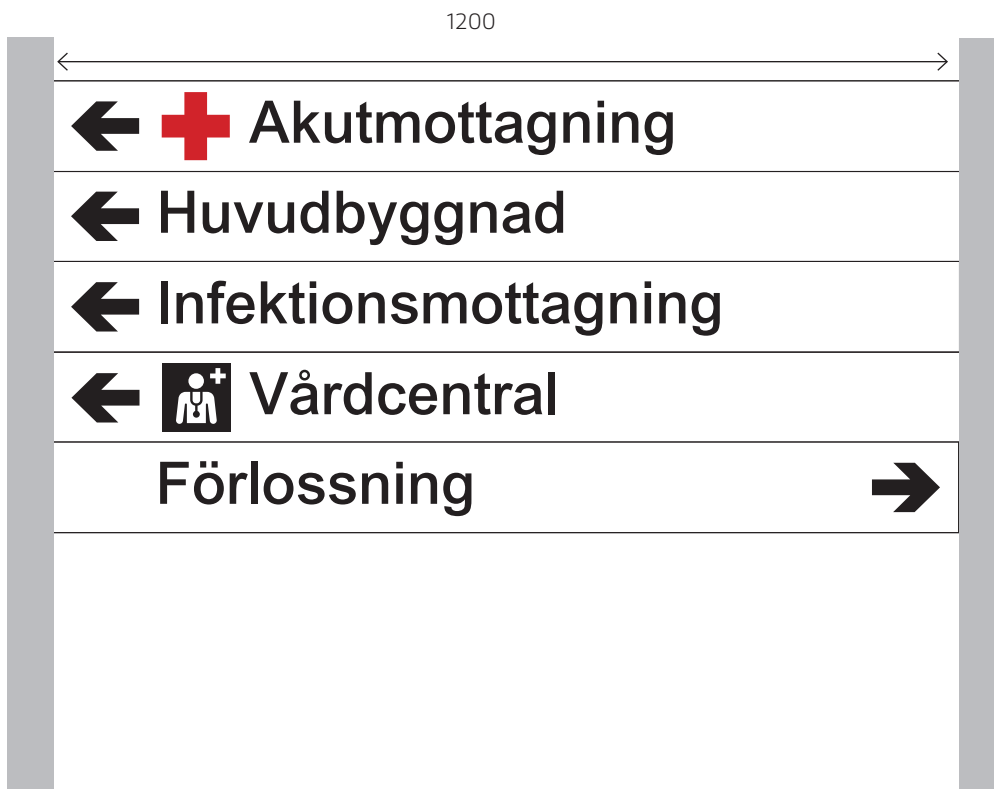 1200
Akutmottagning
Huvudbyggnad
Infektionsmottagning
Vårdcentral
Förlossning